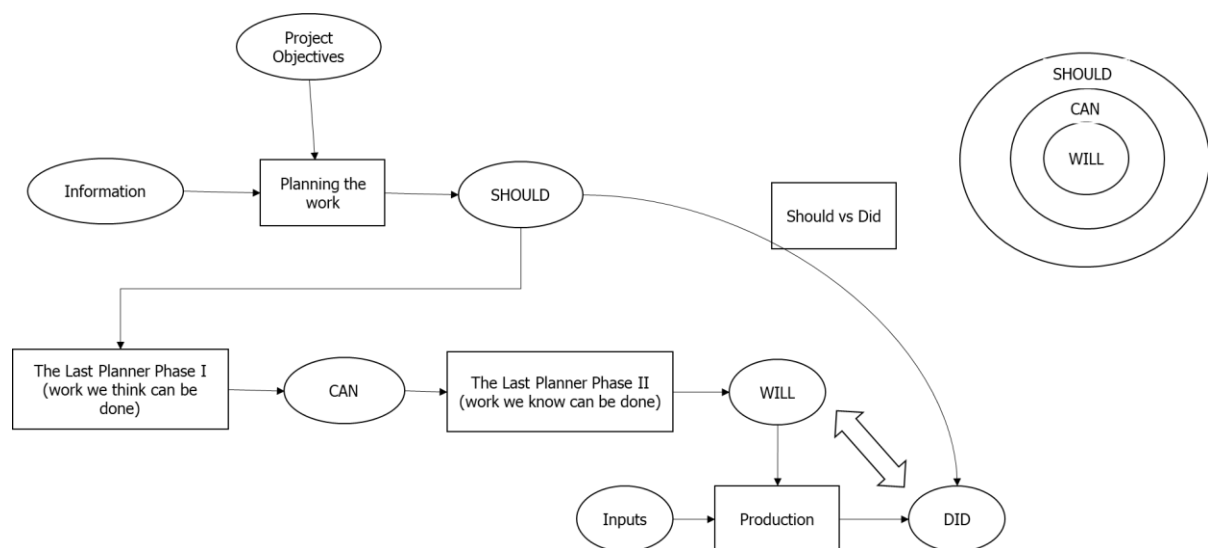 Project
Objectives
SHOULD
CAN
WILL
Information
Planning the
work
SHOULD
Should vs Did
The Last Planner Phase I
(work we think can be
done)
CAN
The Last Planner Phase II
(work we know can be done)
WILL
Inputs
Production
DID